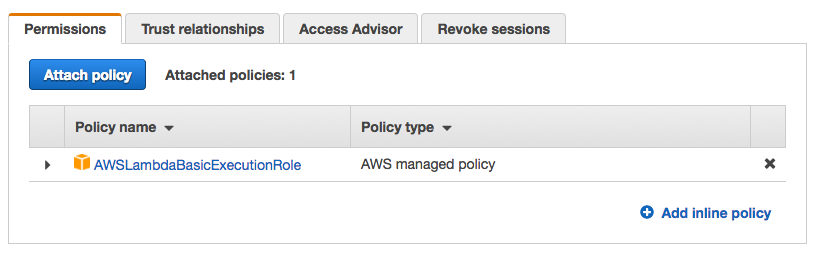 Permissions Trust relationships Access Advisor Revoke sessions
Attach policy Attached policies: 1
Policy name Policy type
AWSLambdaBasicExecutionRole AWS managed policy
Add inline policy